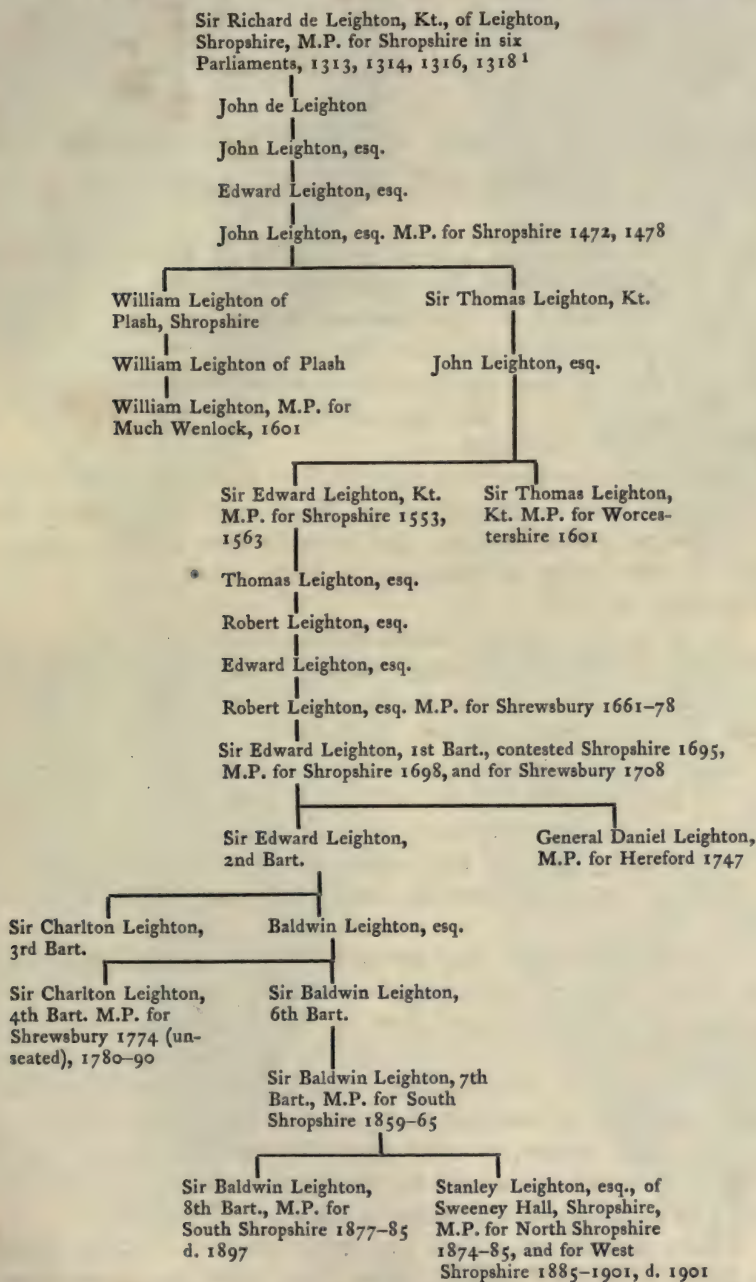 Sir Richard de Leighton, Kt., of Leighton,
Shropshire, M.P. for Shropshire in six
Parliaments, 1313, 1314, 1316, 1318 ¹
John de Leighton
John Leighton, esq.
Edward Leighton, esq.
John Leighton, esq. M.P. for Shropshire 1472, 1478
William Leighton of
Plash, Shropshire
Sir Thomas Leighton, Kt.
William Leighton of Plash
John Leighton, esq.
William Leighton, M.P. for
Much Wenlock, 1601
Sir Edward Leighton, Kt.
M.P. for Shropshire 1553,
1563
Sir Thomas Leighton,
Kt. M.P. for Worces-
tershire 1601
Thomas Leighton, esq.
Robert Leighton, esq.
Edward Leighton, esq.
Robert Leighton, esq. M.P. for Shrewsbury 1661–78
Sir Edward Leighton, 1st Bart., contested Shropshire 1695,
M.P. for Shropshire 1698, and for Shrewsbury 1708
Sir Edward Leighton,
2nd Bart.
General Daniel Leighton,
M.P. for Hereford 1747
Sir Charlton Leighton,
3rd Bart.
Baldwin Leighton, esq.
Sir Charlton Leighton,
4th Bart. M.P. for
Shrewsbury 1774 (un-
seated), 1780–90
Sir Baldwin Leighton,
6th Bart.
Sir Baldwin Leighton, 7th
Bart., M.P. for South
Shropshire 1859–65
Sir Baldwin Leighton,
8th Bart., M.P. for
South Shropshire 1877–85
d. 1897
Stanley Leighton, esq., of
Sweeney Hall, Shropshire,
M.P. for North Shropshire
1874–85, and for West
Shropshire 1885–1901, d. 1901